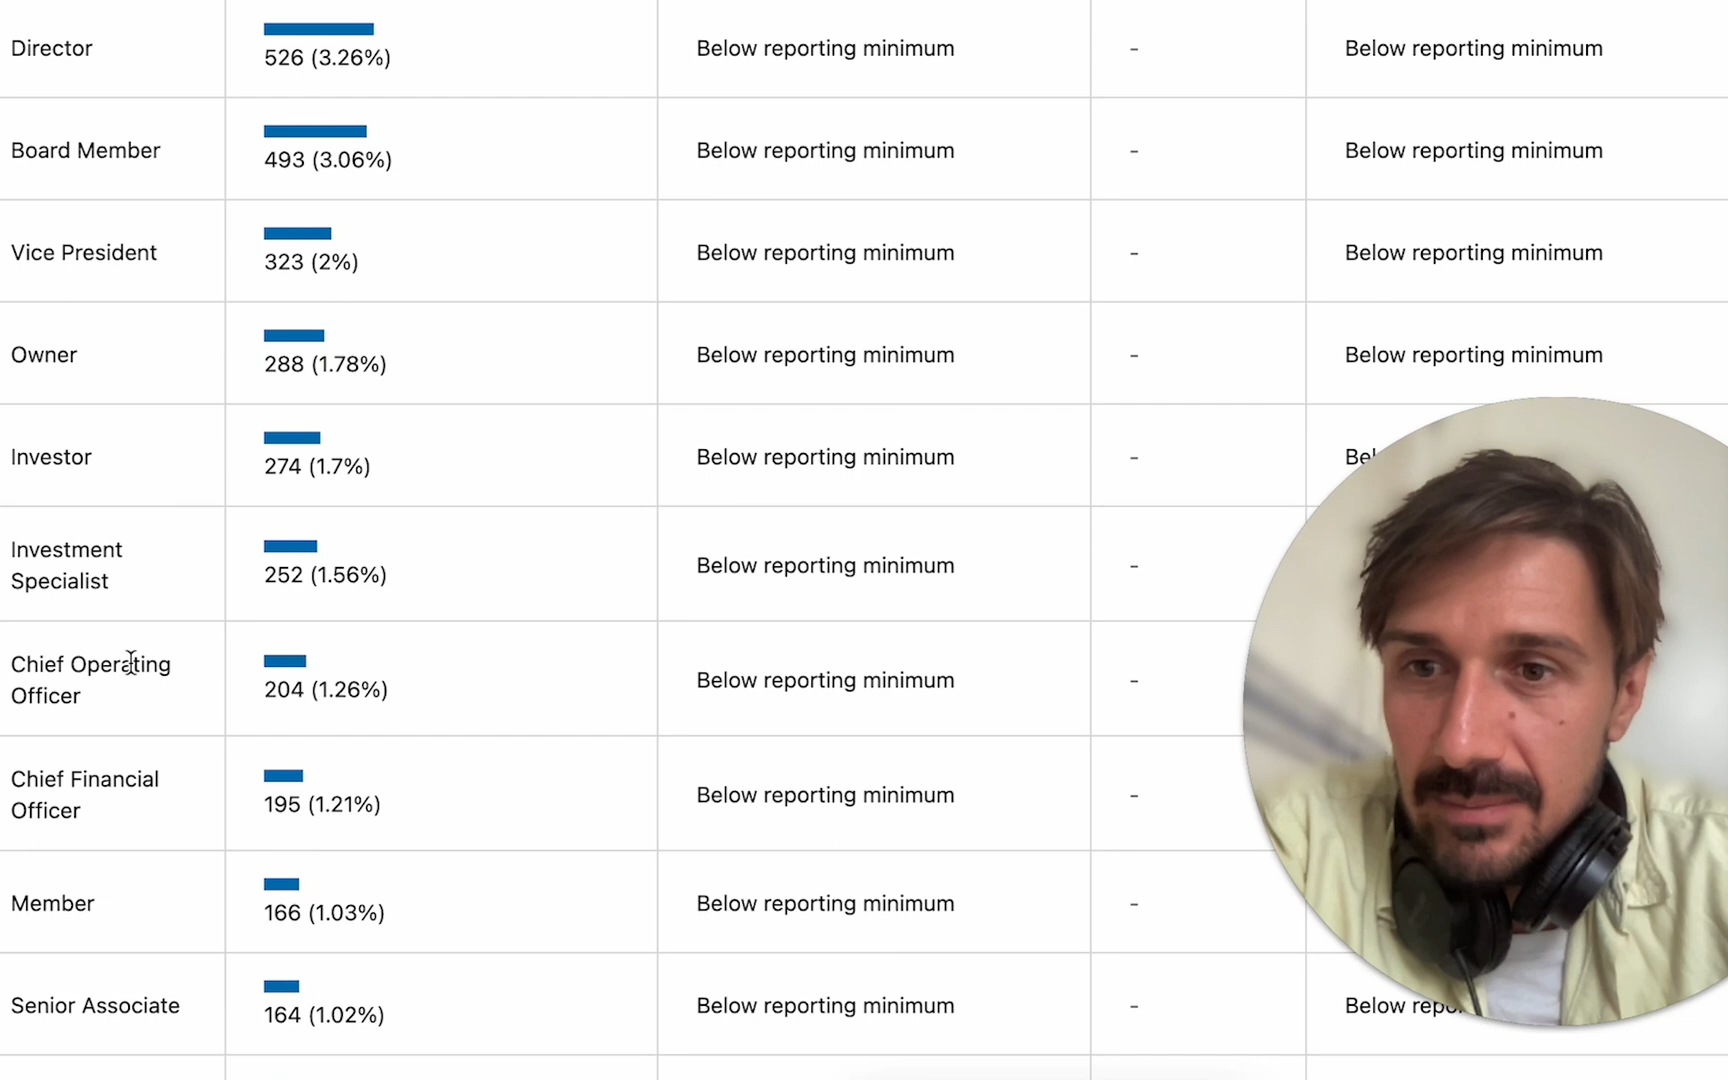 Director
526 (3.26%)
Below reporting minimum
-
Below reporting minimum
Board Member
493 (3.06%)
Below reporting minimum
-
Below reporting minimum
Vice President
323 (2%)
Below reporting minimum
-
Below reporting minimum
Owner
288 (1.78%)
Below reporting minimum
-
Below reporting minimum
Investor
274 (1.7%)
Below reporting minimum
-
Investment
Specialist
252 (1.56%)
Below reporting minimum
-
Chief Operating
Officer
204 (1.26%)
Below reporting minimum
-
Chief Financial
Officer
195 (1.21%)
Below reporting minimum
-
Member
166 (1.03%)
Below reporting minimum
-
Senior Associate
164 (1.02%)
Below reporting minimum
-
Below